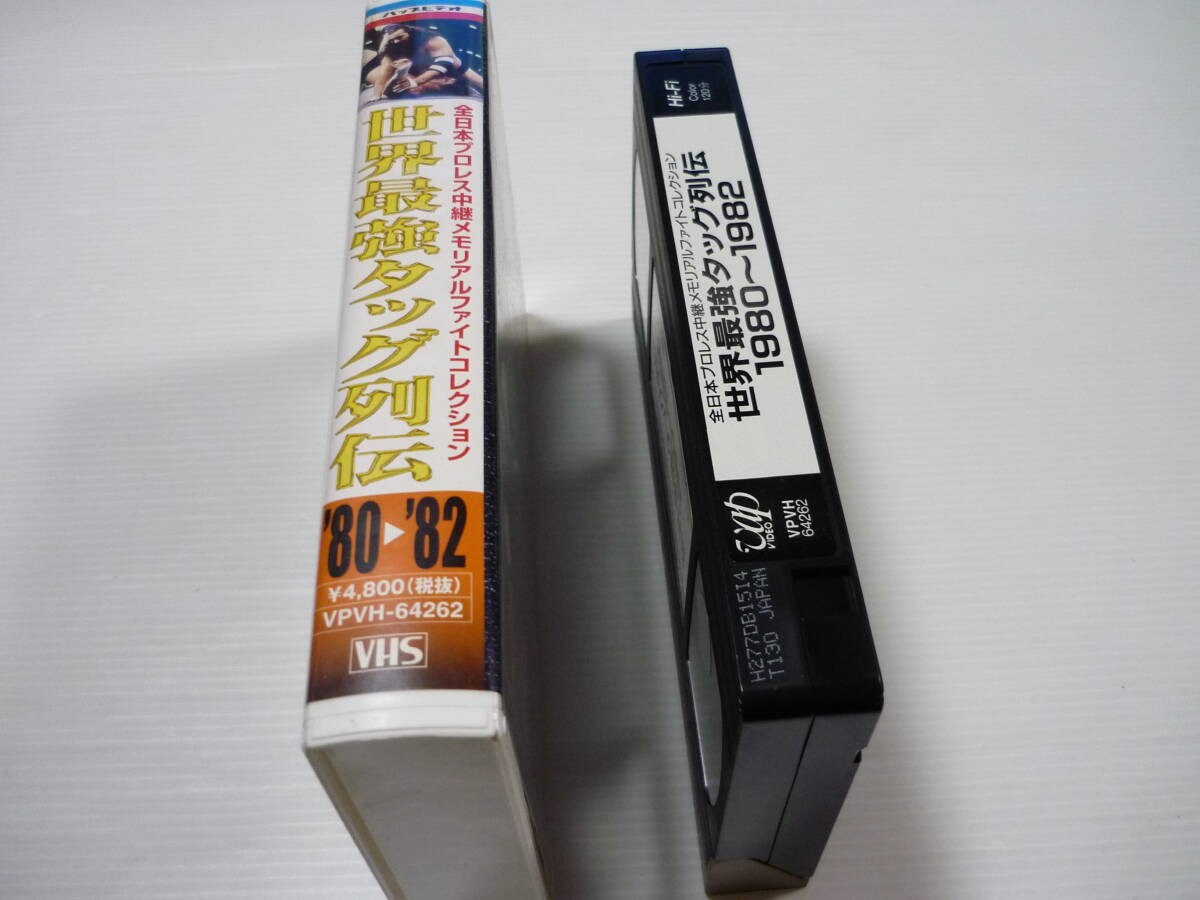 バップビデオ
全日本プロレス中継メモリアルファイトコレクション
世界最強タッグ列伝
'80▶'82
¥4,800(税抜)
VPVH-64262
VHS
Hi-Fi
Color
120分
全日本プロレス中継メモリアルファイトコレクション
世界最強タッグ列伝
1980〜1982
vap
VIDEO
VPVH
64262
H277DB1514
T130 JAPAN